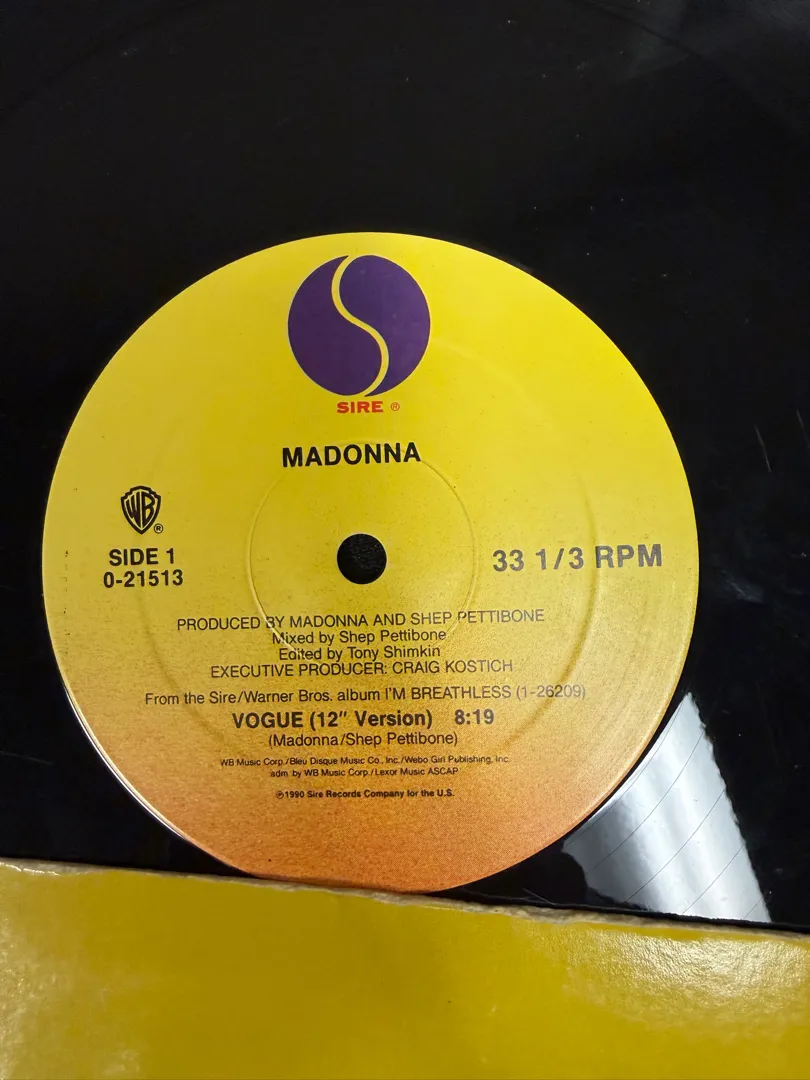 SIRE ®
MADONNA
WB ®
SIDE 1
0-21513
33 1/3 RPM
PRODUCED BY MADONNA AND SHEP PETTIBONE
Mixed by Shep Pettibone
Edited by Tony Shimkin
EXECUTIVE PRODUCER: CRAIG KOSTICH
From the Sire/Warner Bros. album I'M BREATHLESS (1-26209)
VOGUE (12" Version) 8:19
(Madonna/Shep Pettibone)
WB Music Corp./Bleu Disque Music Co., Inc./Webo Girl Publishing, Inc.
adm. by WB Music Corp./Lexor Music ASCAP
℗1990 Sire Records Company for the U.S.